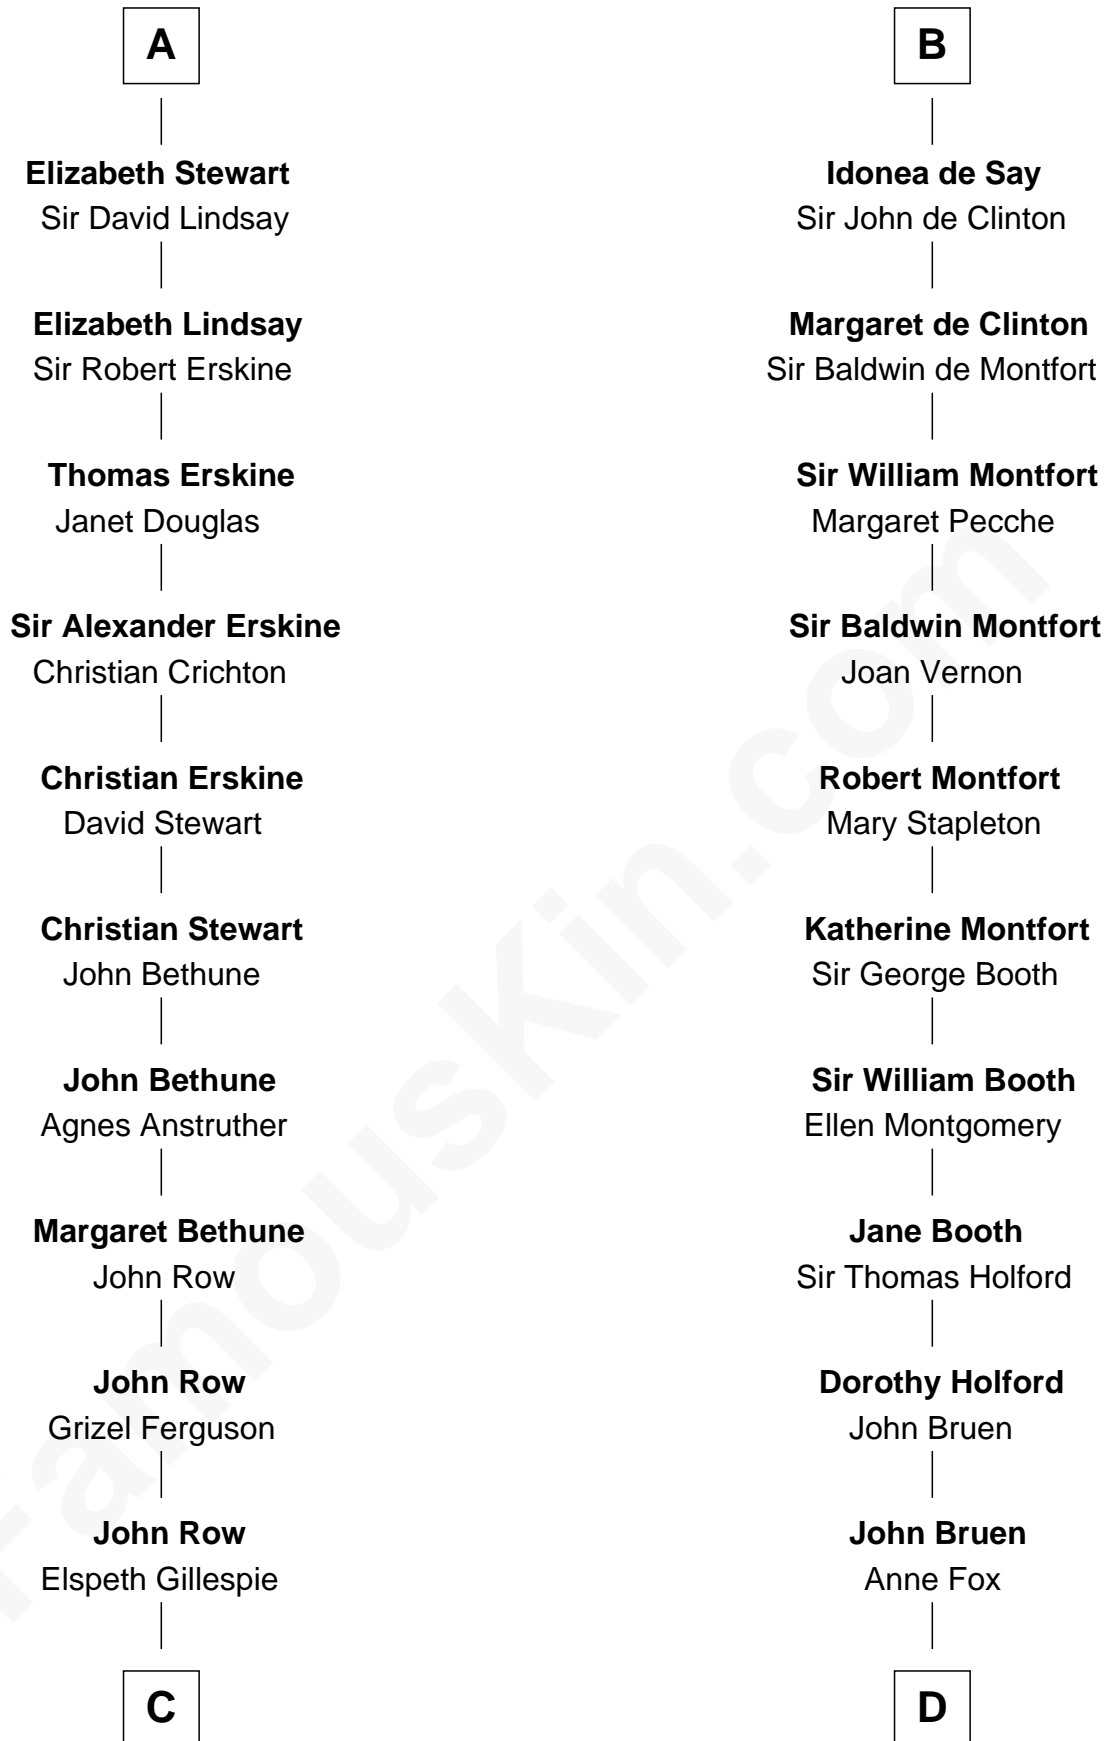 A
Elizabeth Stewart
Sir David Lindsay
Elizabeth Lindsay
Sir Robert Erskine
Thomas Erskine
Janet Douglas
Sir Alexander Erskine
Christian Crichton
Christian Erskine
David Stewart
Christian Stewart
John Bethune
John Bethune
Agnes Anstruther
Margaret Bethune
John Row
John Row
Grizel Ferguson
John Row
Elspeth Gillespie
C
B
Idonea de Say
Sir John de Clinton
Margaret de Clinton
Sir Baldwin de Montfort
Sir William Montfort
Margaret Pecche
Sir Baldwin Montfort
Joan Vernon
Robert Montfort
Mary Stapleton
Katherine Montfort
Sir George Booth
Sir William Booth
Ellen Montgomery
Jane Booth
Sir Thomas Holford
Dorothy Holford
John Bruen
John Bruen
Anne Fox
D
FamousKin.com